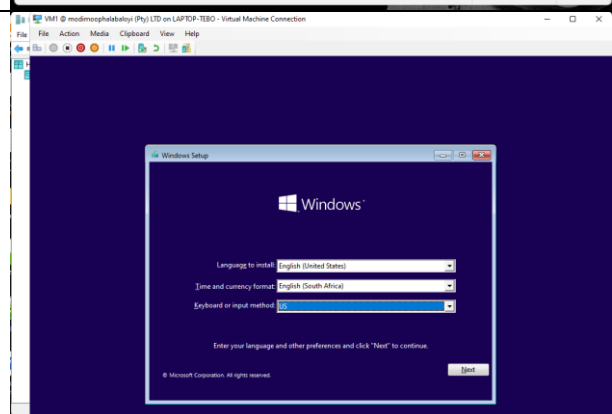 VM1 @ modimoophalabaloyi (Pty) LTD on LAPTOP-TEBO - Virtual Machine Connection
File
File Action Media Clipboard View Help
Windows Setup
Windows
Language to install: English (United States)
Time and currency format: English (South Africa)
Keyboard or input method: US
Enter your language and other preferences and click "Next" to continue.
© Microsoft Corporation. All rights reserved.
Next